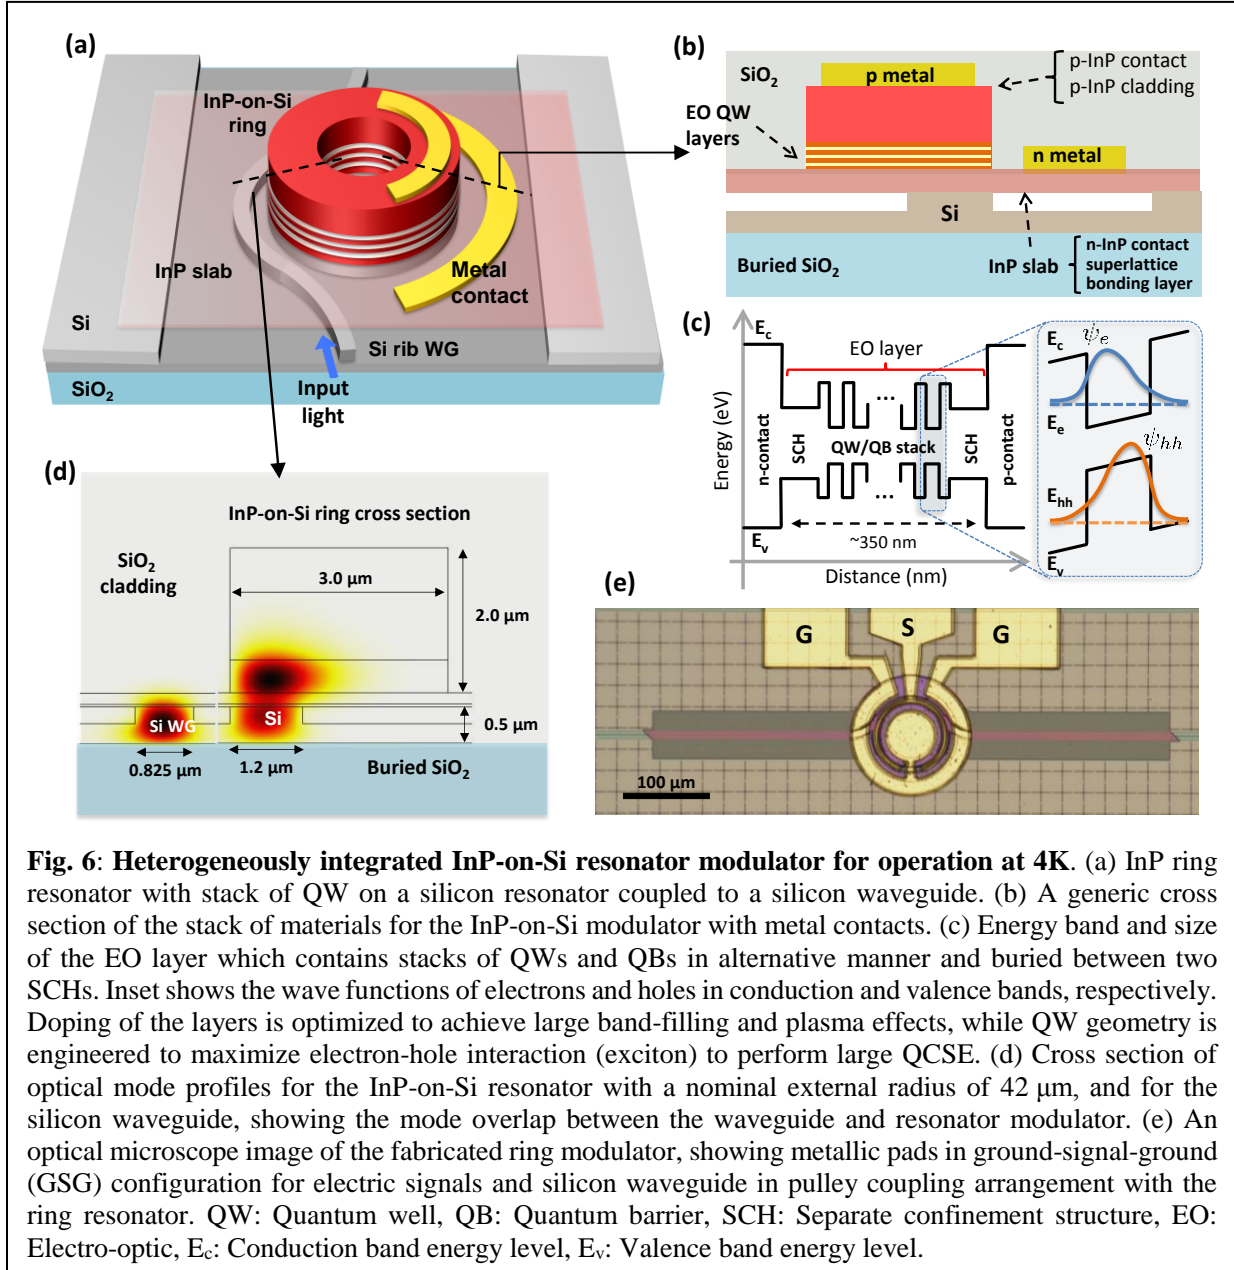 (a)
InP-on-Si
ring
InP slab
Metal
contact
Si
Si rib WG
SiO2
Input
light
(b)
SiO2
p metal
p-InP contact
p-InP cladding
EO QW
layers
n metal
Si
Buried SiO2
InP slab
n-InP contact
superlattice
bonding layer
(c)
Energy (eV)
Ec
EO layer
n-contact
SCH
...
QW/QB stack
...
SCH
p-contact
Ev
~350 nm
Distance (nm)
Ec
ψe
Ee
ψhh
Ehh
Ev
(d)
InP-on-Si ring cross section
SiO2
cladding
3.0 µm
2.0 µm
Si WG
Si
0.5 µm
0.825 µm
1.2 µm
Buried SiO2
(e)
G
S
G
100 µm
Fig. 6: Heterogeneously integrated InP-on-Si resonator modulator for operation at 4K. (a) InP ring
resonator with stack of QW on a silicon resonator coupled to a silicon waveguide. (b) A generic cross
section of the stack of materials for the InP-on-Si modulator with metal contacts. (c) Energy band and size
of the EO layer which contains stacks of QWs and QBs in alternative manner and buried between two
SCHs. Inset shows the wave functions of electrons and holes in conduction and valence bands, respectively.
Doping of the layers is optimized to achieve large band-filling and plasma effects, while QW geometry is
engineered to maximize electron-hole interaction (exciton) to perform large QCSE. (d) Cross section of
optical mode profiles for the InP-on-Si resonator with a nominal external radius of 42 µm, and for the
silicon waveguide, showing the mode overlap between the waveguide and resonator modulator. (e) An
optical microscope image of the fabricated ring modulator, showing metallic pads in ground-signal-ground
(GSG) configuration for electric signals and silicon waveguide in pulley coupling arrangement with the
ring resonator. QW: Quantum well, QB: Quantum barrier, SCH: Separate confinement structure, EO:
Electro-optic, Ec: Conduction band energy level, Ev: Valence band energy level.